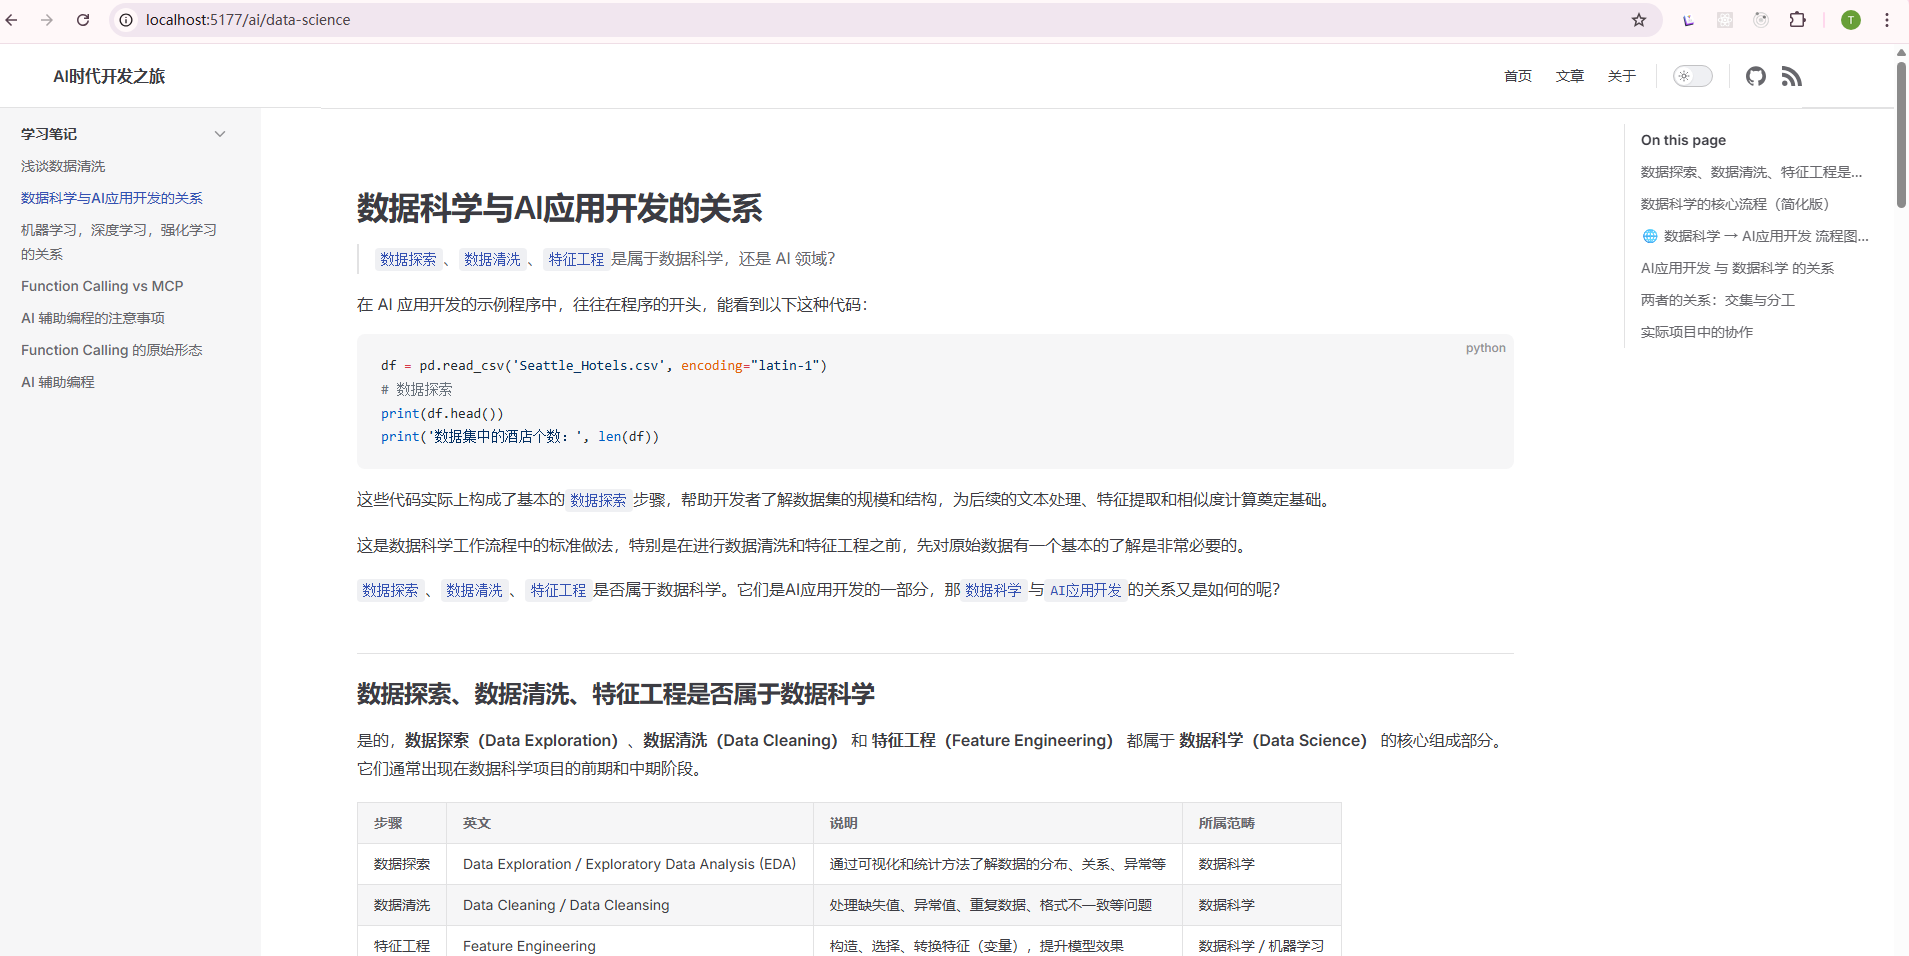 localhost:5177/ai/data-science
T
AI时代开发之旅
首页 文章 关于
学习笔记
浅谈数据清洗
数据科学与AI应用开发的关系
机器学习，深度学习，强化学习
的关系
Function Calling vs MCP
AI 辅助编程的注意事项
Function Calling 的原始形态
AI 辅助编程
数据科学与AI应用开发的关系
数据探索、数据清洗、特征工程是属于数据科学，还是 AI 领域？
在 AI 应用开发的示例程序中，往往在程序的开头，能看到以下这种代码：
python
df = pd.read_csv('Seattle_Hotels.csv', encoding="latin-1")
# 数据探索
print(df.head())
print('数据集中的酒店个数：', len(df))
这些代码实际上构成了基本的数据探索步骤，帮助开发者了解数据集的规模和结构，为后续的文本处理、特征提取和相似度计算奠定基础。
这是数据科学工作流程中的标准做法，特别是在进行数据清洗和特征工程之前，先对原始数据有一个基本的了解是非常必要的。
数据探索、数据清洗、特征工程是否属于数据科学。它们是AI应用开发的一部分，那数据科学与AI应用开发的关系又是如何的呢？
数据探索、数据清洗、特征工程是否属于数据科学
是的，数据探索（Data Exploration）、数据清洗（Data Cleaning） 和 特征工程（Feature Engineering） 都属于 数据科学（Data Science） 的核心组成部分。
它们通常出现在数据科学项目的前期和中期阶段。
步骤 英文 说明 所属范畴
数据探索 Data Exploration / Exploratory Data Analysis (EDA) 通过可视化和统计方法了解数据的分布、关系、异常等 数据科学
数据清洗 Data Cleaning / Data Cleansing 处理缺失值、异常值、重复数据、格式不一致等问题 数据科学
特征工程 Feature Engineering 构造、选择、转换特征（变量），提升模型效果 数据科学 / 机器学习
On this page
数据探索、数据清洗、特征工程是...
数据科学的核心流程（简化版）
🌐 数据科学 → AI应用开发 流程图...
AI应用开发 与 数据科学 的关系
两者的关系：交集与分工
实际项目中的协作